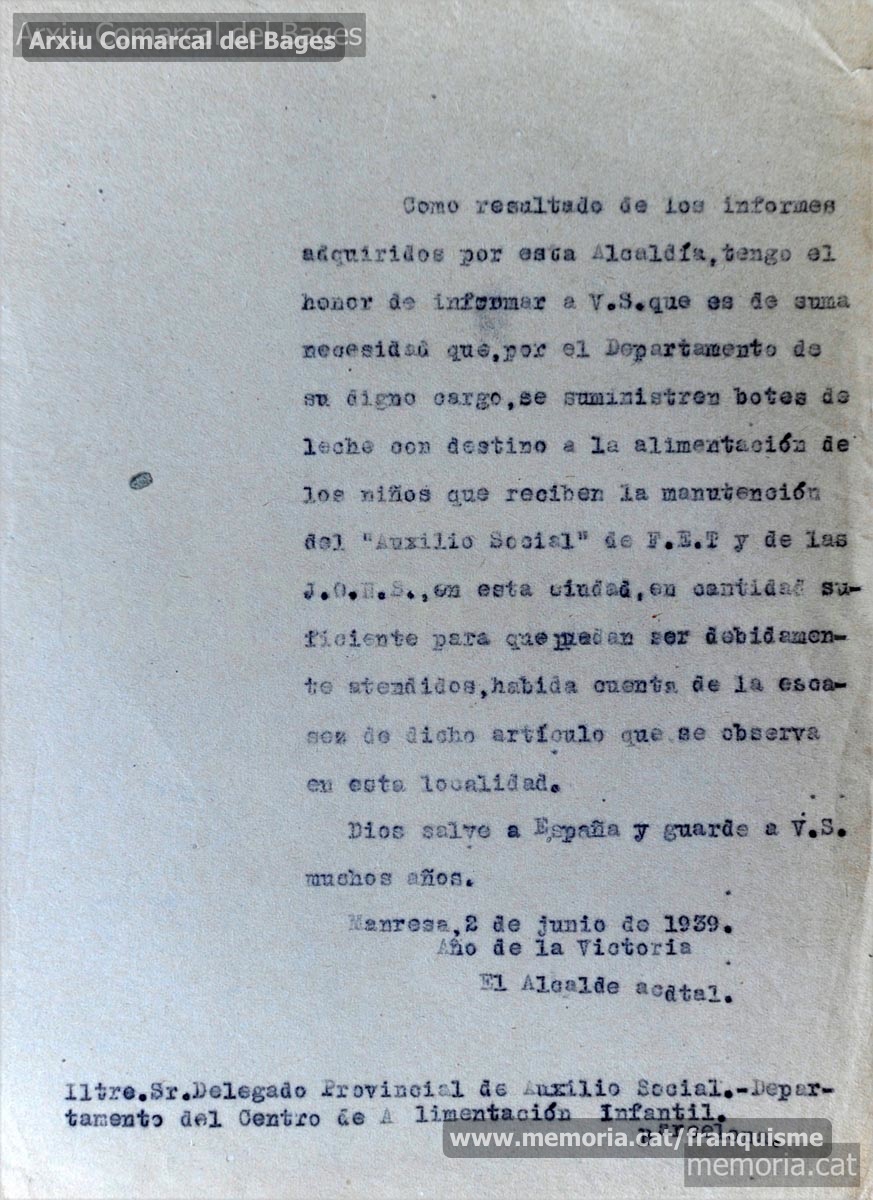 Arxiu Comarcal del Bages
Arxiu Comarcal del Bages
Como resultado de los informes
adquiridos por esta Alcaldía,tengo el
honor de informar a V.S.que es de suma
necesidad que,por el Departamento de
su digno cargo,se suministren botes de
leche con destino a la alimentación de
los niños que reciben la manutención
del "Auxilio Social" de F.E.T y de las
J.O.N.S.,en esta ciudad,en cantidad su-
ficiente para que puedan ser debidamen-
te atendidos,habida cuenta de la esca-
sez de dicho artículo que se observa
en esta localidad.
Dios salve a España y guarde a V.S.
muchos años.
Manresa,2 de junio de 1939.
Año de la Victoria
El Alcalde acdtal.
Iltre.Sr.Delegado Provincial de Auxilio Social.-Depar-
tamento del Centro de A limentación Infantil.
www.memoria.cat/franquisme
memoria.cat